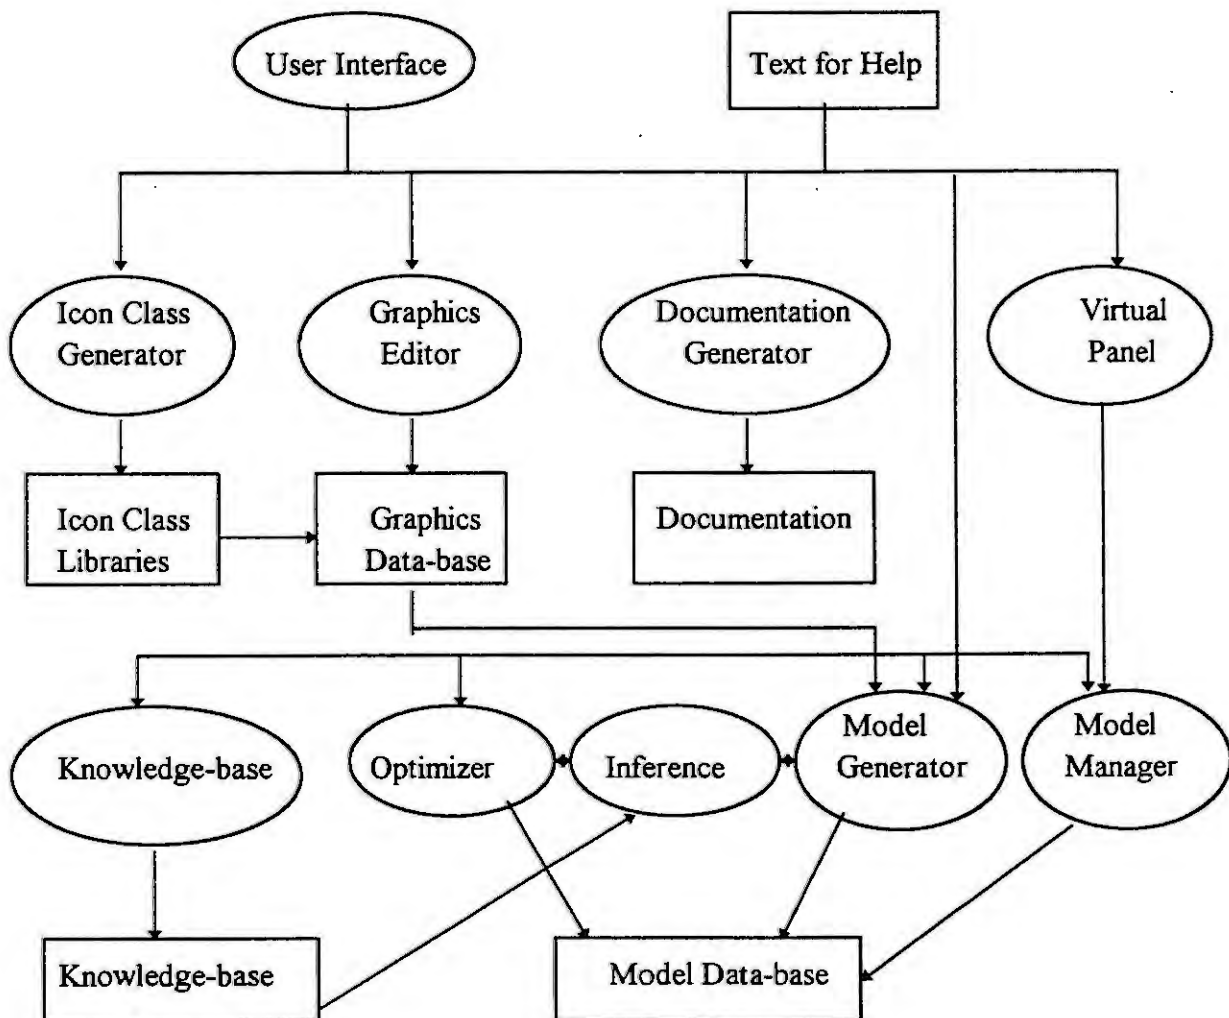 User Interface
Text for Help
Icon Class
Generator
Graphics
Editor
Documentation
Generator
Virtual
Panel
Icon Class
Libraries
Graphics
Data-base
Documentation
Knowledge-base
Optimizer
Inference
Model
Generator
Model
Manager
Knowledge-base
Model Data-base